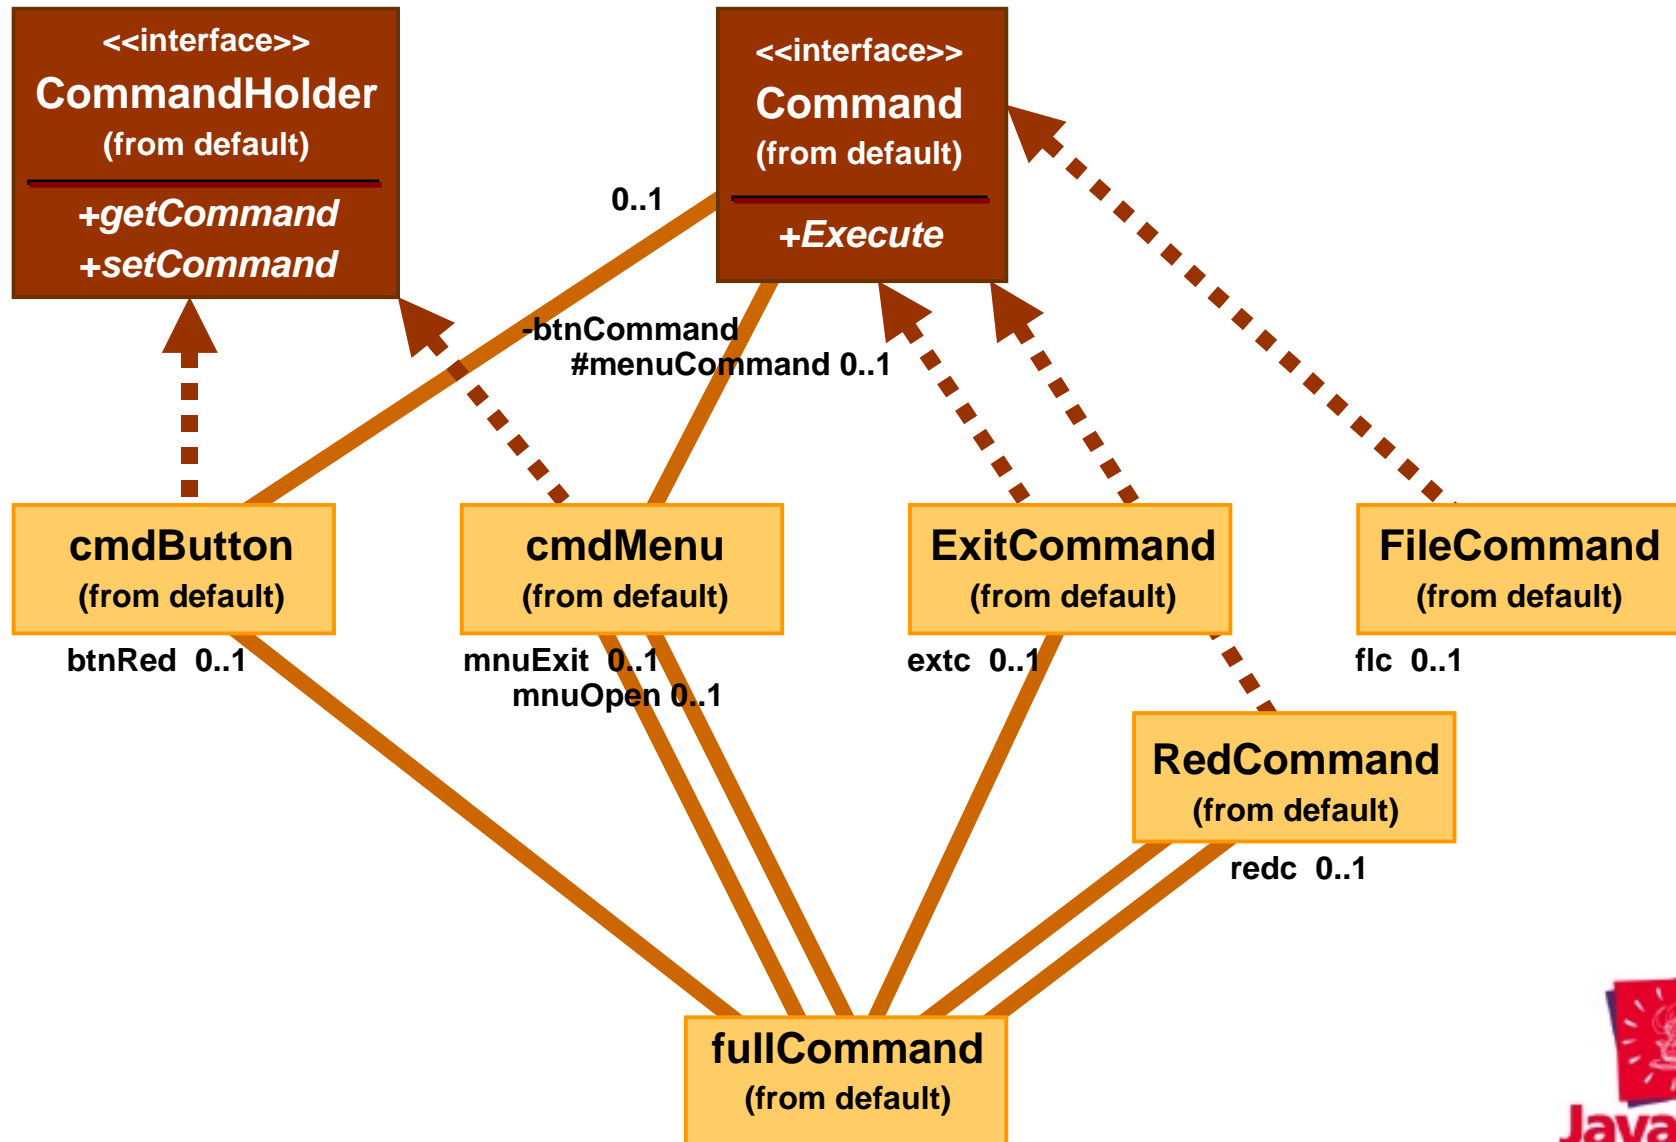 <<interface>>
CommandHolder
(from default)
+getCommand
+setCommand
<<interface>>
Command
(from default)
+Execute
0..1
-btnCommand
#menuCommand 0..1
cmdButton
(from default)
btnRed 0..1
cmdMenu
(from default)
mnuExit 0..1
mnuOpen 0..1
ExitCommand
(from default)
extc 0..1
FileCommand
(from default)
flc 0..1
RedCommand
(from default)
redc 0..1
fullCommand
(from default)
Java